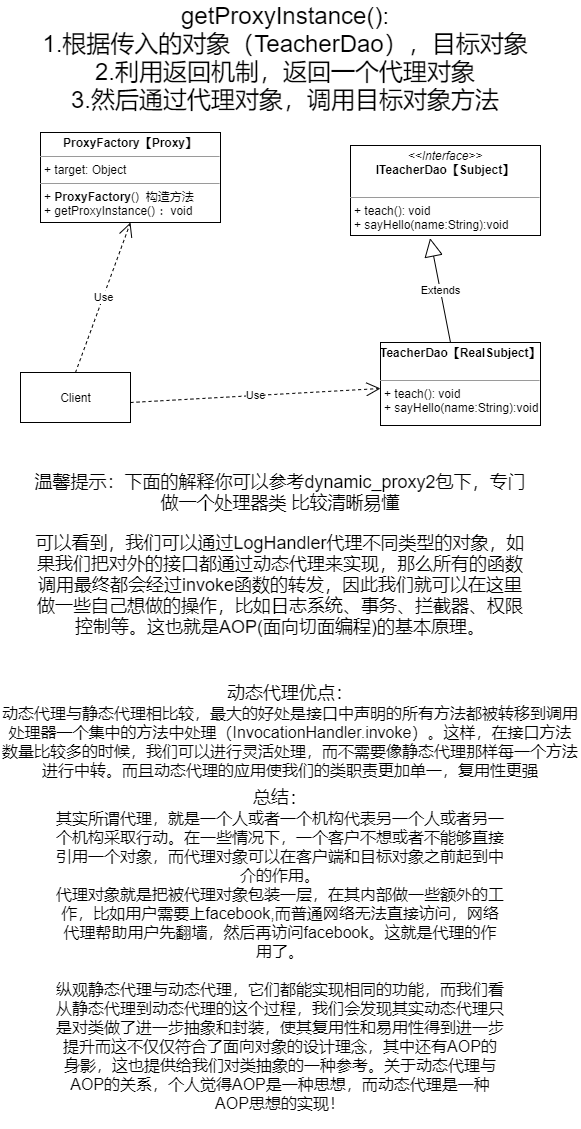 getProxyInstance():
1.根据传入的对象（TeacherDao），目标对象
2.利用返回机制，返回一个代理对象
3.然后通过代理对象，调用目标对象方法
ProxyFactory【Proxy】
+ target: Object
+ ProxyFactory() 构造方法
+ getProxyInstance()： void
<<Interface>>
ITeacherDao【Subject】
+ teach(): void
+ sayHello(name:String):void
Use
Extends
TeacherDao【RealSubject】
+ teach(): void
+ sayHello(name:String):void
Client
Use
温馨提示：下面的解释你可以参考dynamic_proxy2包下，专门
做一个处理器类 比较清晰易懂
可以看到，我们可以通过LogHandler代理不同类型的对象，如
果我们把对外的接口都通过动态代理来实现，那么所有的函数
调用最终都会经过invoke函数的转发，因此我们就可以在这里
做一些自己想做的操作，比如日志系统、事务、拦截器、权限
控制等。这也就是AOP(面向切面编程)的基本原理。
动态代理优点：
动态代理与静态代理相比较，最大的好处是接口中声明的所有方法都被转移到调用
处理器一个集中的方法中处理（InvocationHandler.invoke）。这样，在接口方法
数量比较多的时候，我们可以进行灵活处理，而不需要像静态代理那样每一个方法
进行中转。而且动态代理的应用使我们的类职责更加单一，复用性更强
总结：
其实所谓代理，就是一个人或者一个机构代表另一个人或者另一
个机构采取行动。在一些情况下，一个客户不想或者不能够直接
引用一个对象，而代理对象可以在客户端和目标对象之前起到中
介的作用。
代理对象就是把被代理对象包装一层，在其内部做一些额外的工
作，比如用户需要上facebook,而普通网络无法直接访问，网络
代理帮助用户先翻墙，然后再访问facebook。这就是代理的作
用了。
纵观静态代理与动态代理，它们都能实现相同的功能，而我们看
从静态代理到动态代理的这个过程，我们会发现其实动态代理只
是对类做了进一步抽象和封装，使其复用性和易用性得到进一步
提升而这不仅仅符合了面向对象的设计理念，其中还有AOP的
身影，这也提供给我们对类抽象的一种参考。关于动态代理与
AOP的关系，个人觉得AOP是一种思想，而动态代理是一种
AOP思想的实现！